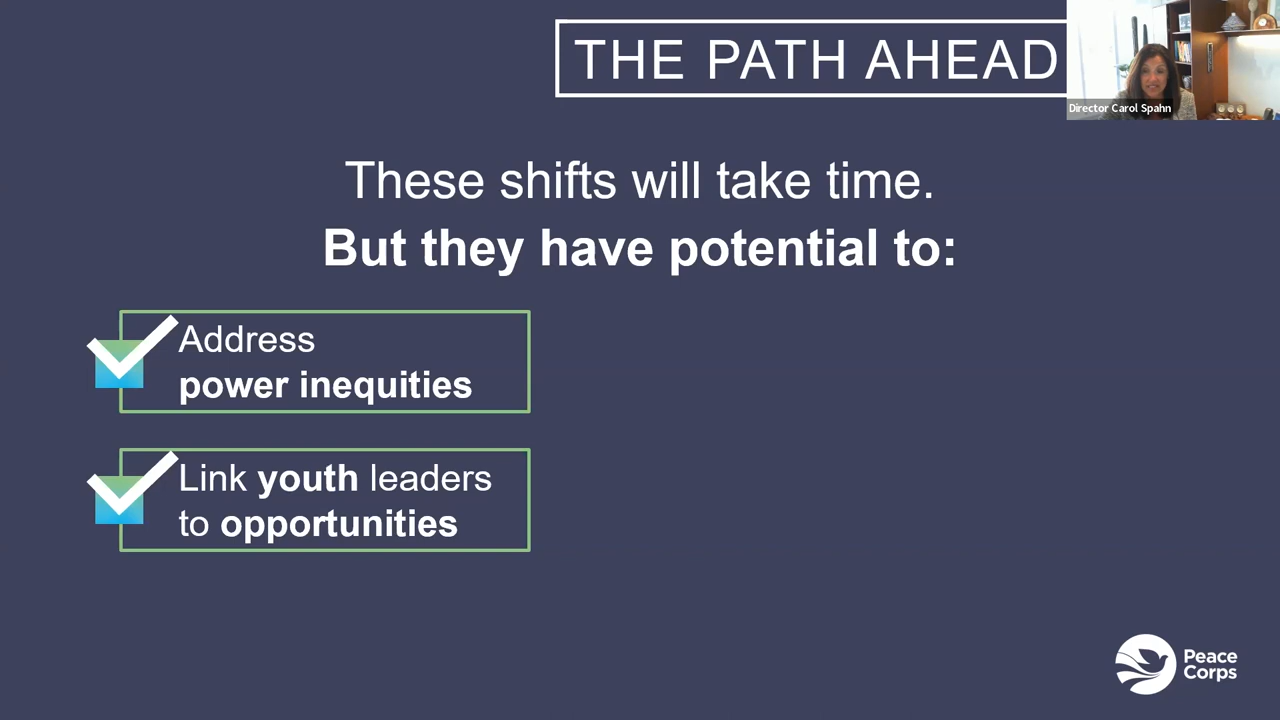 THE PATH AHEAD
Director Carol Spahn
These shifts will take time.
But they have potential to:
Address
power inequities
Link youth leaders
to opportunities
Peace
Corps